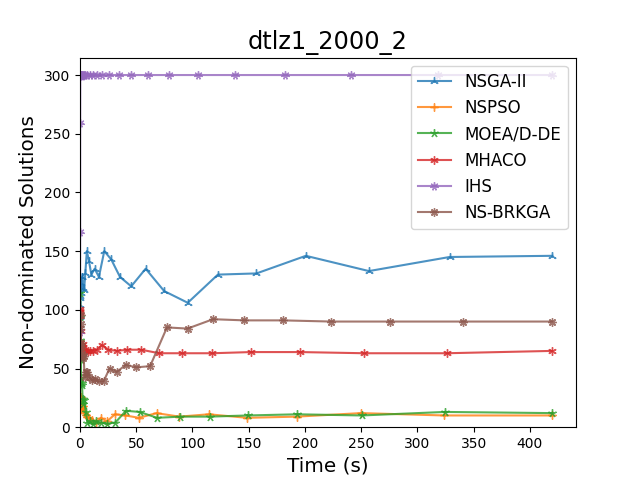 dtlz1_2000_2
Non-dominated Solutions
300
250
200
150
100
50
0
0 50 100 150 200 250 300 350 400
Time (s)
NSGA-II
NSPSO
MOEA/D-DE
MHACO
IHS
NS-BRKGA